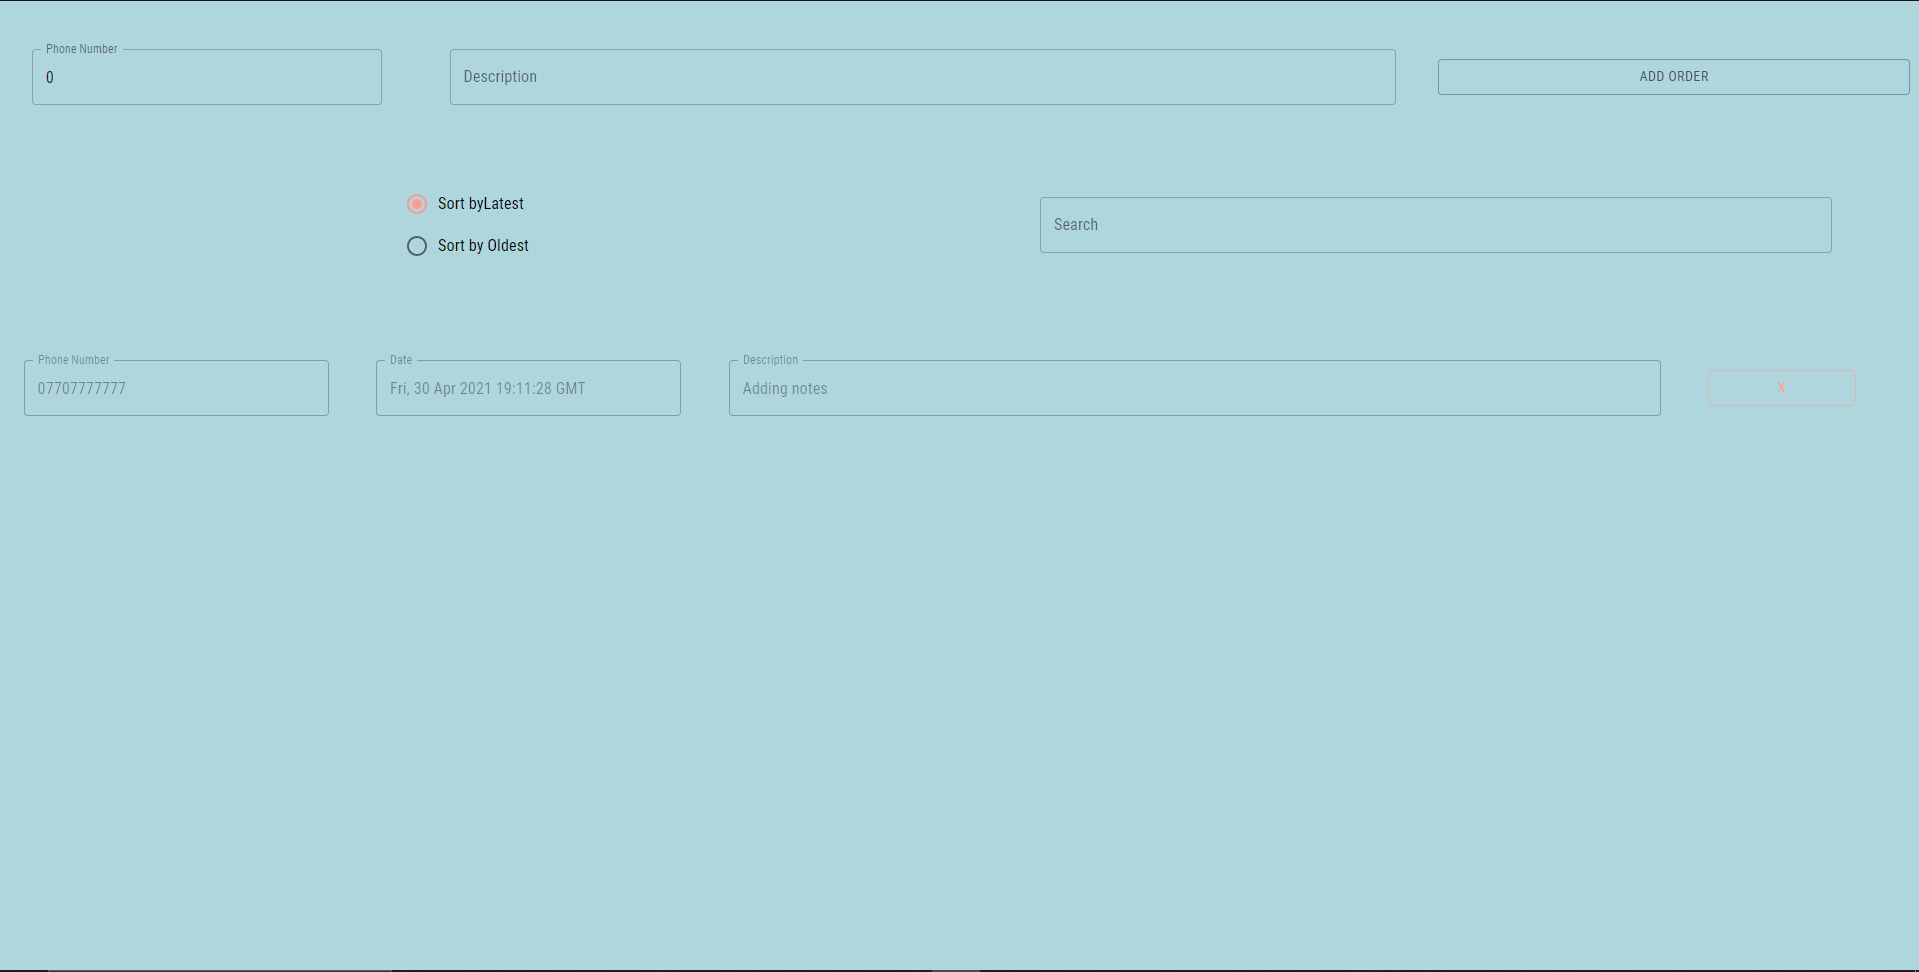 Phone Number
0
Description
ADD ORDER
Sort byLatest
Sort by Oldest
Search
Phone Number
07707777777
Date
Fri, 30 Apr 2021 19:11:28 GMT
Description
Adding notes
X